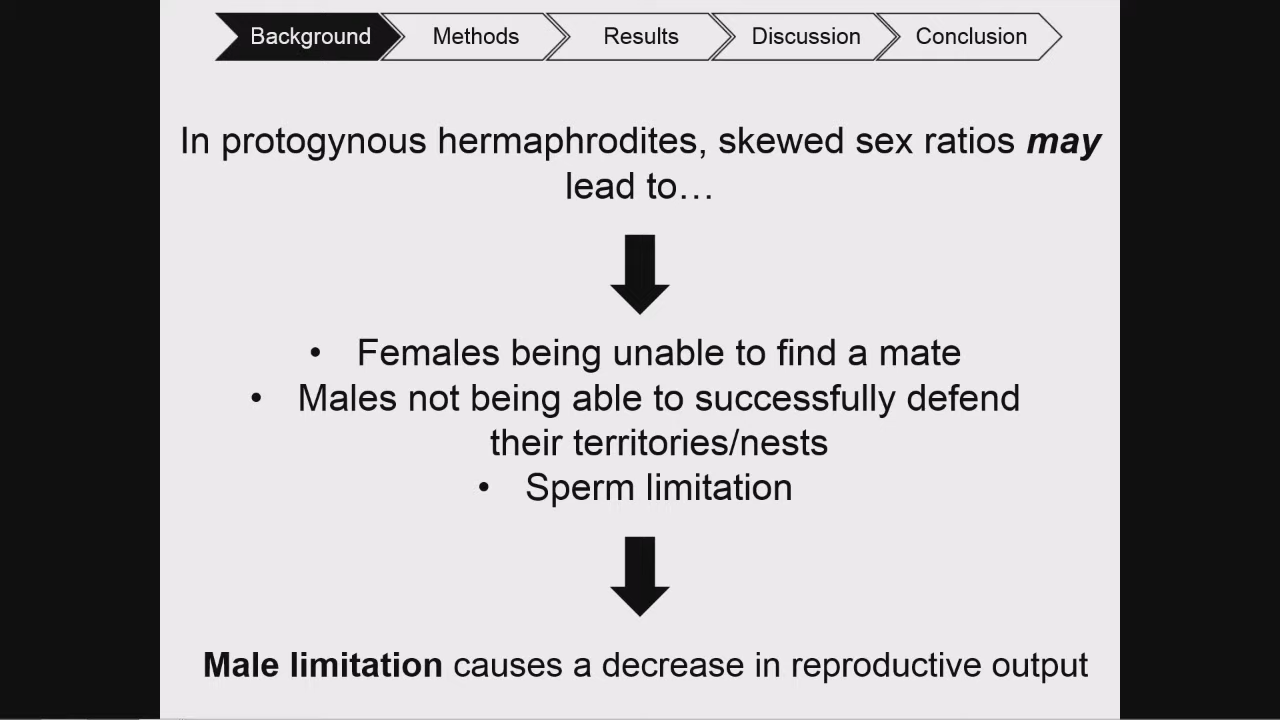 Background Methods Results Discussion Conclusion
In protogynous hermaphrodites, skewed sex ratios may
lead to…
• Females being unable to find a mate
• Males not being able to successfully defend
their territories/nests
• Sperm limitation
Male limitation causes a decrease in reproductive output